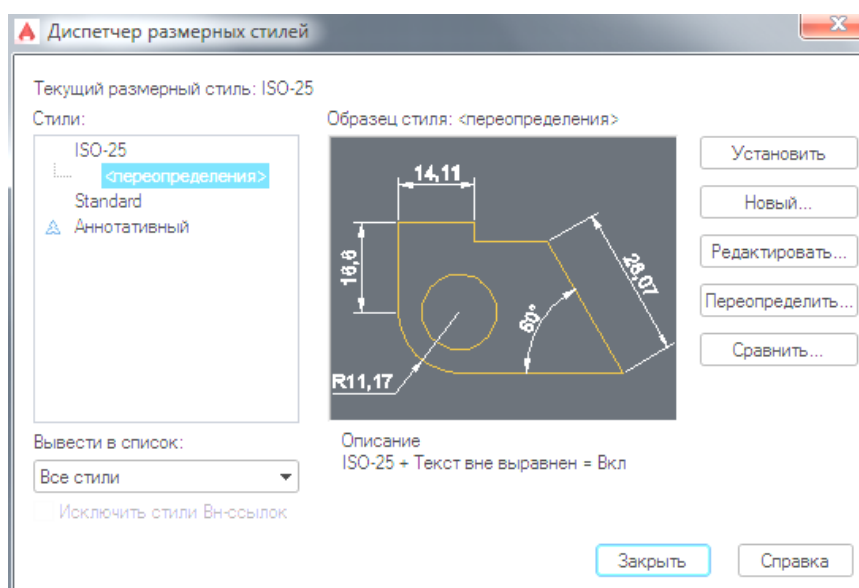 Диспетчер размерных стилей
Текущий размерный стиль: ISO-25
Стили:
ISO-25
<переопределения>
Standard
Аннотативный
Образец стиля: <переопределения>
14,11
16,6
28,07
60°
R11,17
Установить
Новый...
Редактировать...
Переопределить...
Сравнить...
Вывести в список:
Все стили
Исключить стили Вн-ссылок
Описание
ISO-25 + Текст вне выравнен = Вкл
Закрыть
Справка